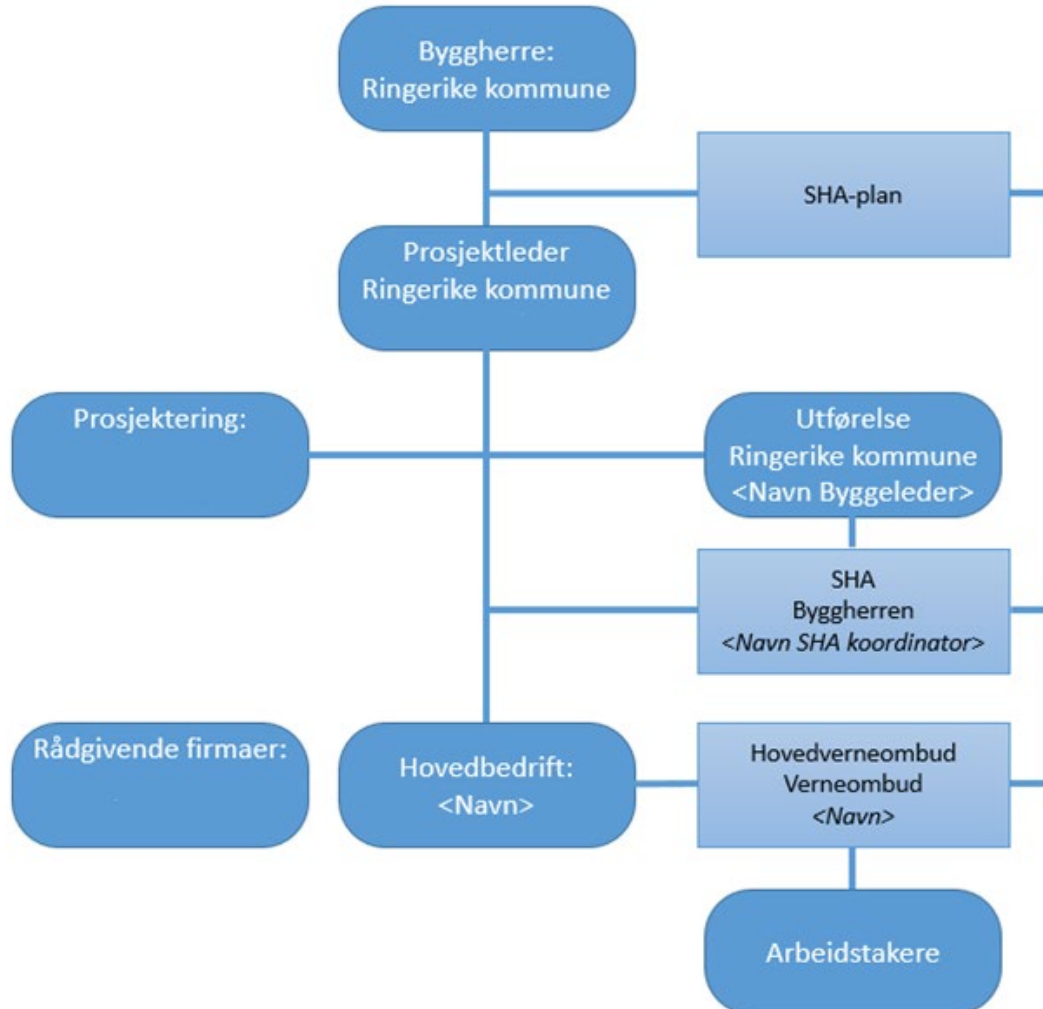 Byggherre:
Ringerike kommune
SHA-plan
Prosjektleder
Ringerike kommune
Prosjektering:
Utførelse
Ringerike kommune
<Navn Byggeleder>
SHA
Byggherren
<Navn SHA koordinator>
Rådgivende firmaer:
Hovedbedrift:
<Navn>
Hovedverneombud
Verneombud
<Navn>
Arbeidstakere